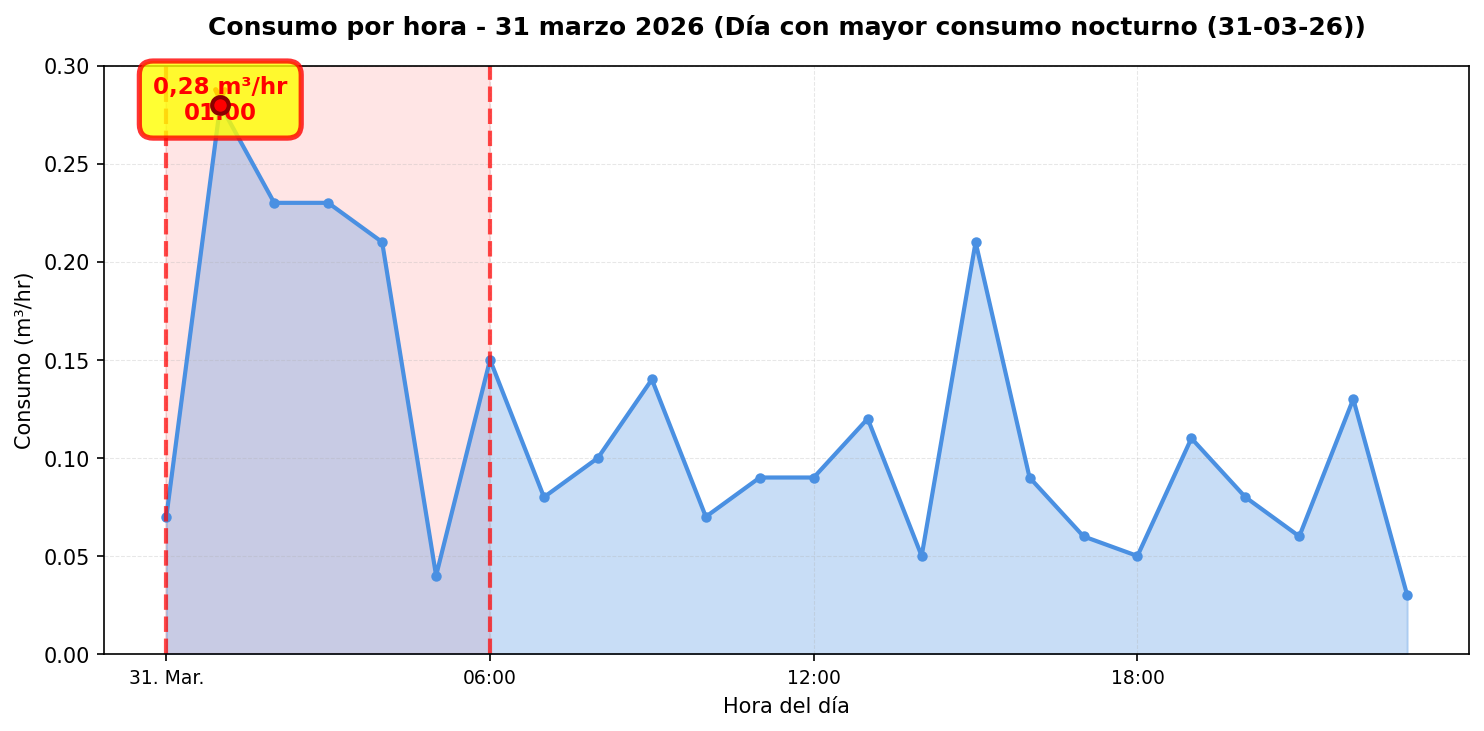 Consumo por hora - 31 marzo 2026 (Día con mayor consumo nocturno (31-03-26))
0,28 m³/hr
01:00
0.30
0.25
0.20
0.15
0.10
0.05
0.00
Consumo (m³/hr)
31. Mar.
06:00
12:00
18:00
Hora del día